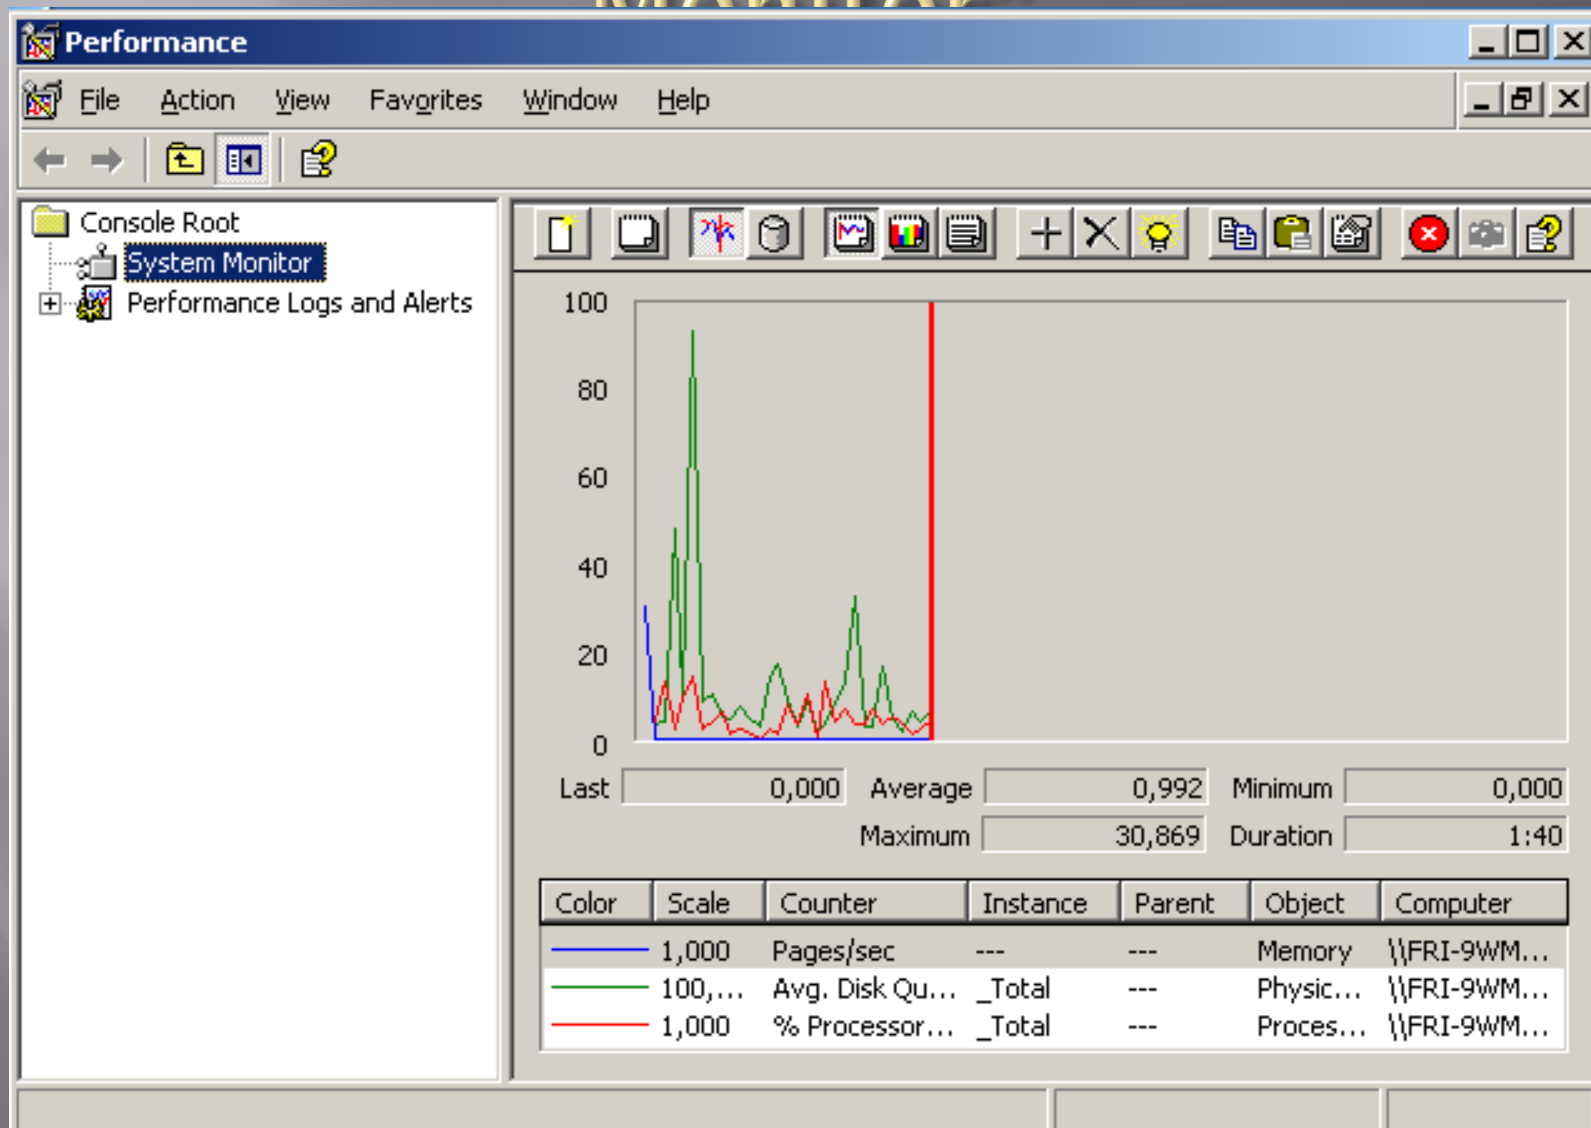 Monitor
Performance
File Action View Favorites Window Help
Console Root
System Monitor
Performance Logs and Alerts
100
80
60
40
20
0
Last 0,000 Average 0,992 Minimum 0,000
Maximum 30,869 Duration 1:40
Color Scale Counter Instance Parent Object Computer
1,000 Pages/sec --- --- Memory \\FRI-9WM...
100,... Avg. Disk Qu... _Total --- Physic... \\FRI-9WM...
1,000 % Processor... _Total --- Proces... \\FRI-9WM...